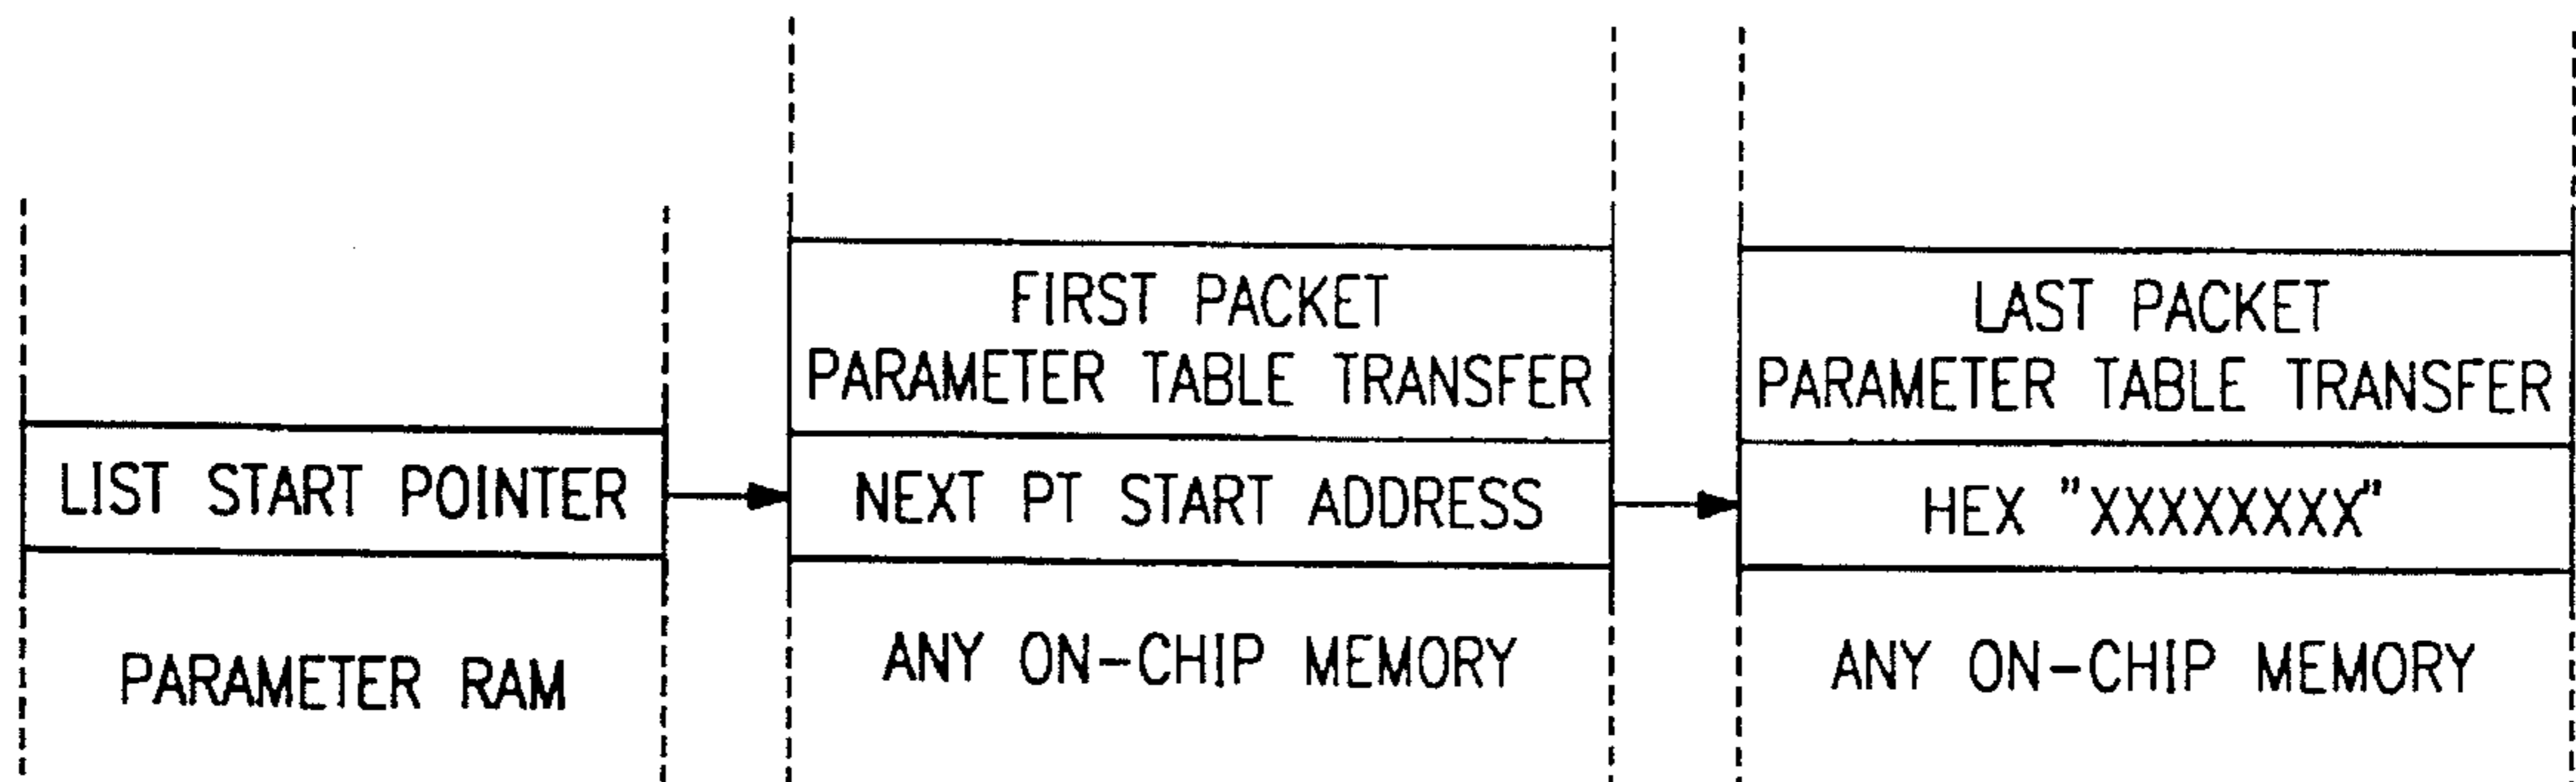 LIST START POINTER
PARAMETER RAM
FIRST PACKET
PARAMETER TABLE TRANSFER
NEXT PT START ADDRESS
ANY ON-CHIP MEMORY
LAST PACKET
PARAMETER TABLE TRANSFER
HEX "XXXXXXXX"
ANY ON-CHIP MEMORY